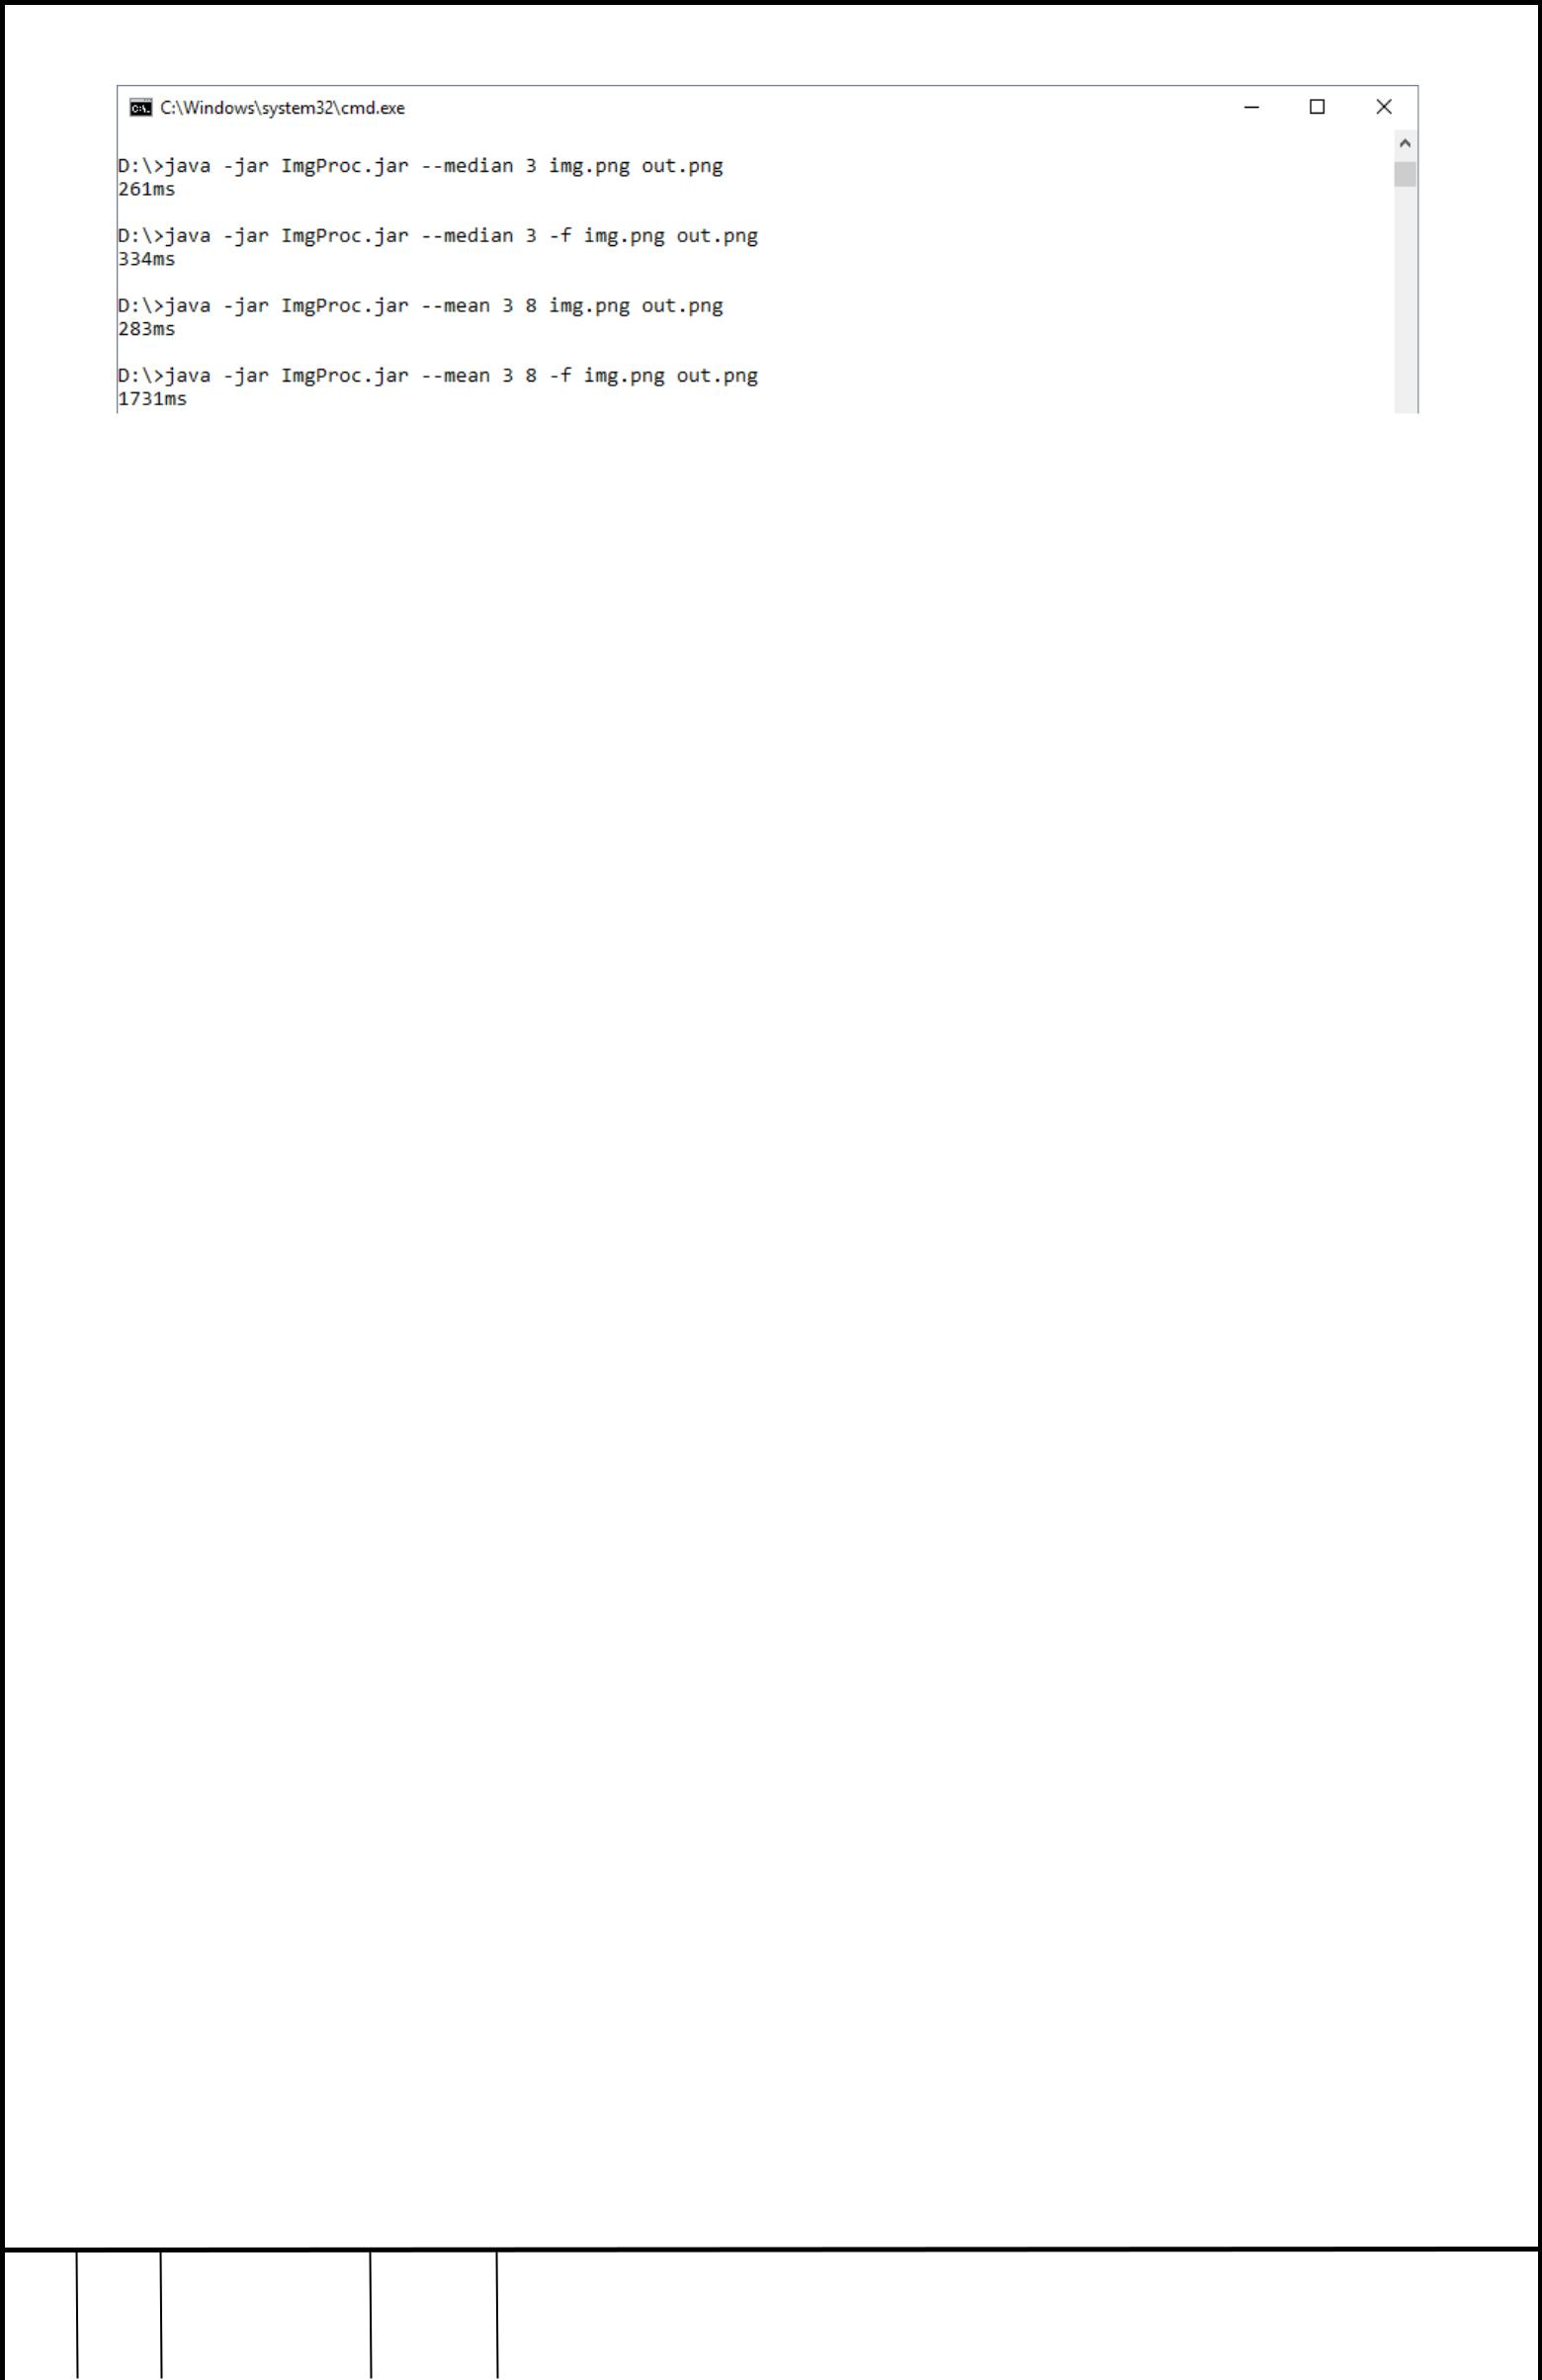 C:\Windows\system32\cmd.exe
D:\>java -jar ImgProc.jar --median 3 img.png out.png
261ms
D:\>java -jar ImgProc.jar --median 3 -f img.png out.png
334ms
D:\>java -jar ImgProc.jar --mean 3 8 img.png out.png
283ms
D:\>java -jar ImgProc.jar --mean 3 8 -f img.png out.png
1731ms